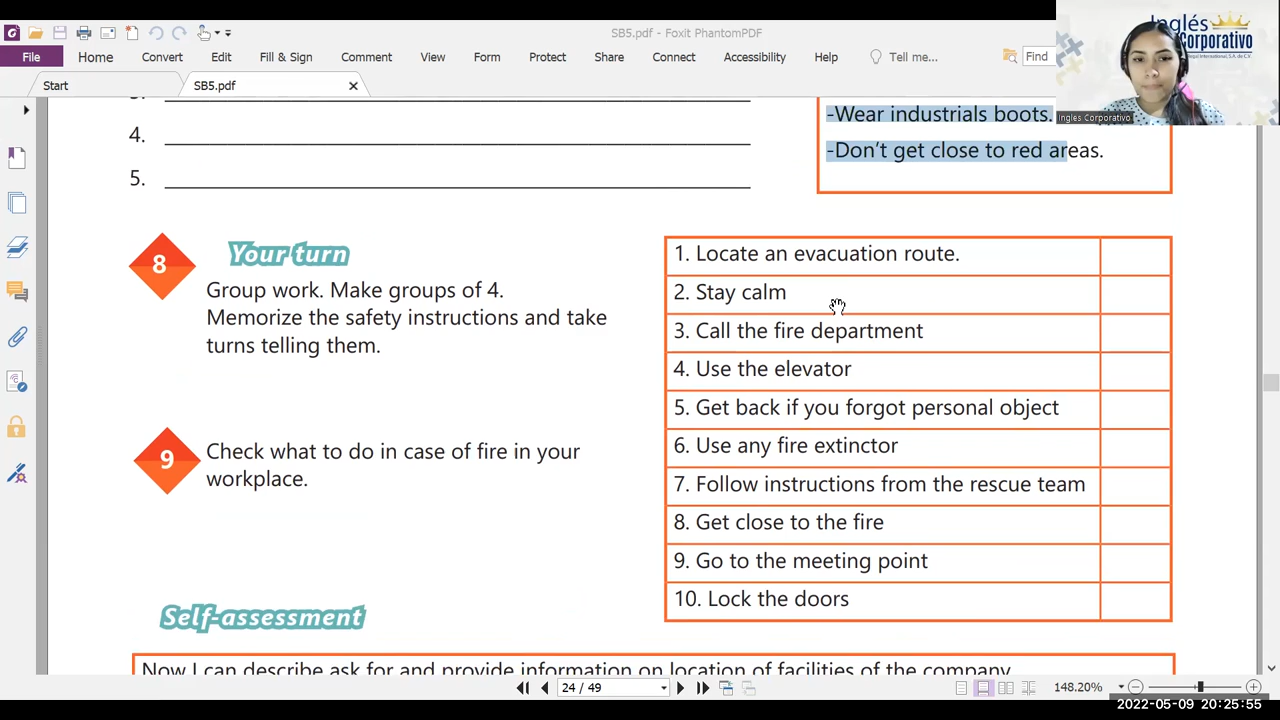 SB5.pdf - Foxit PhantomPDF
File Home Convert Edit Fill & Sign Comment View Form Protect Share Connect Accessibility Help Tell me... Find
Start SB5.pdf
Inglés
Corporativo
Ingles Corporativo
4.
5.
-Wear industrials boots.
-Don't get close to red areas.
8
Your turn
Group work. Make groups of 4.
Memorize the safety instructions and take
turns telling them.
9
Check what to do in case of fire in your
workplace.
1. Locate an evacuation route.
2. Stay calm
3. Call the fire department
4. Use the elevator
5. Get back if you forgot personal object
6. Use any fire extinctor
7. Follow instructions from the rescue team
8. Get close to the fire
9. Go to the meeting point
10. Lock the doors
Self-assessment
Now I can describe ask for and provide information on location of facilities of the company
24 / 49
148.20%
2022-05-09 20:25:55